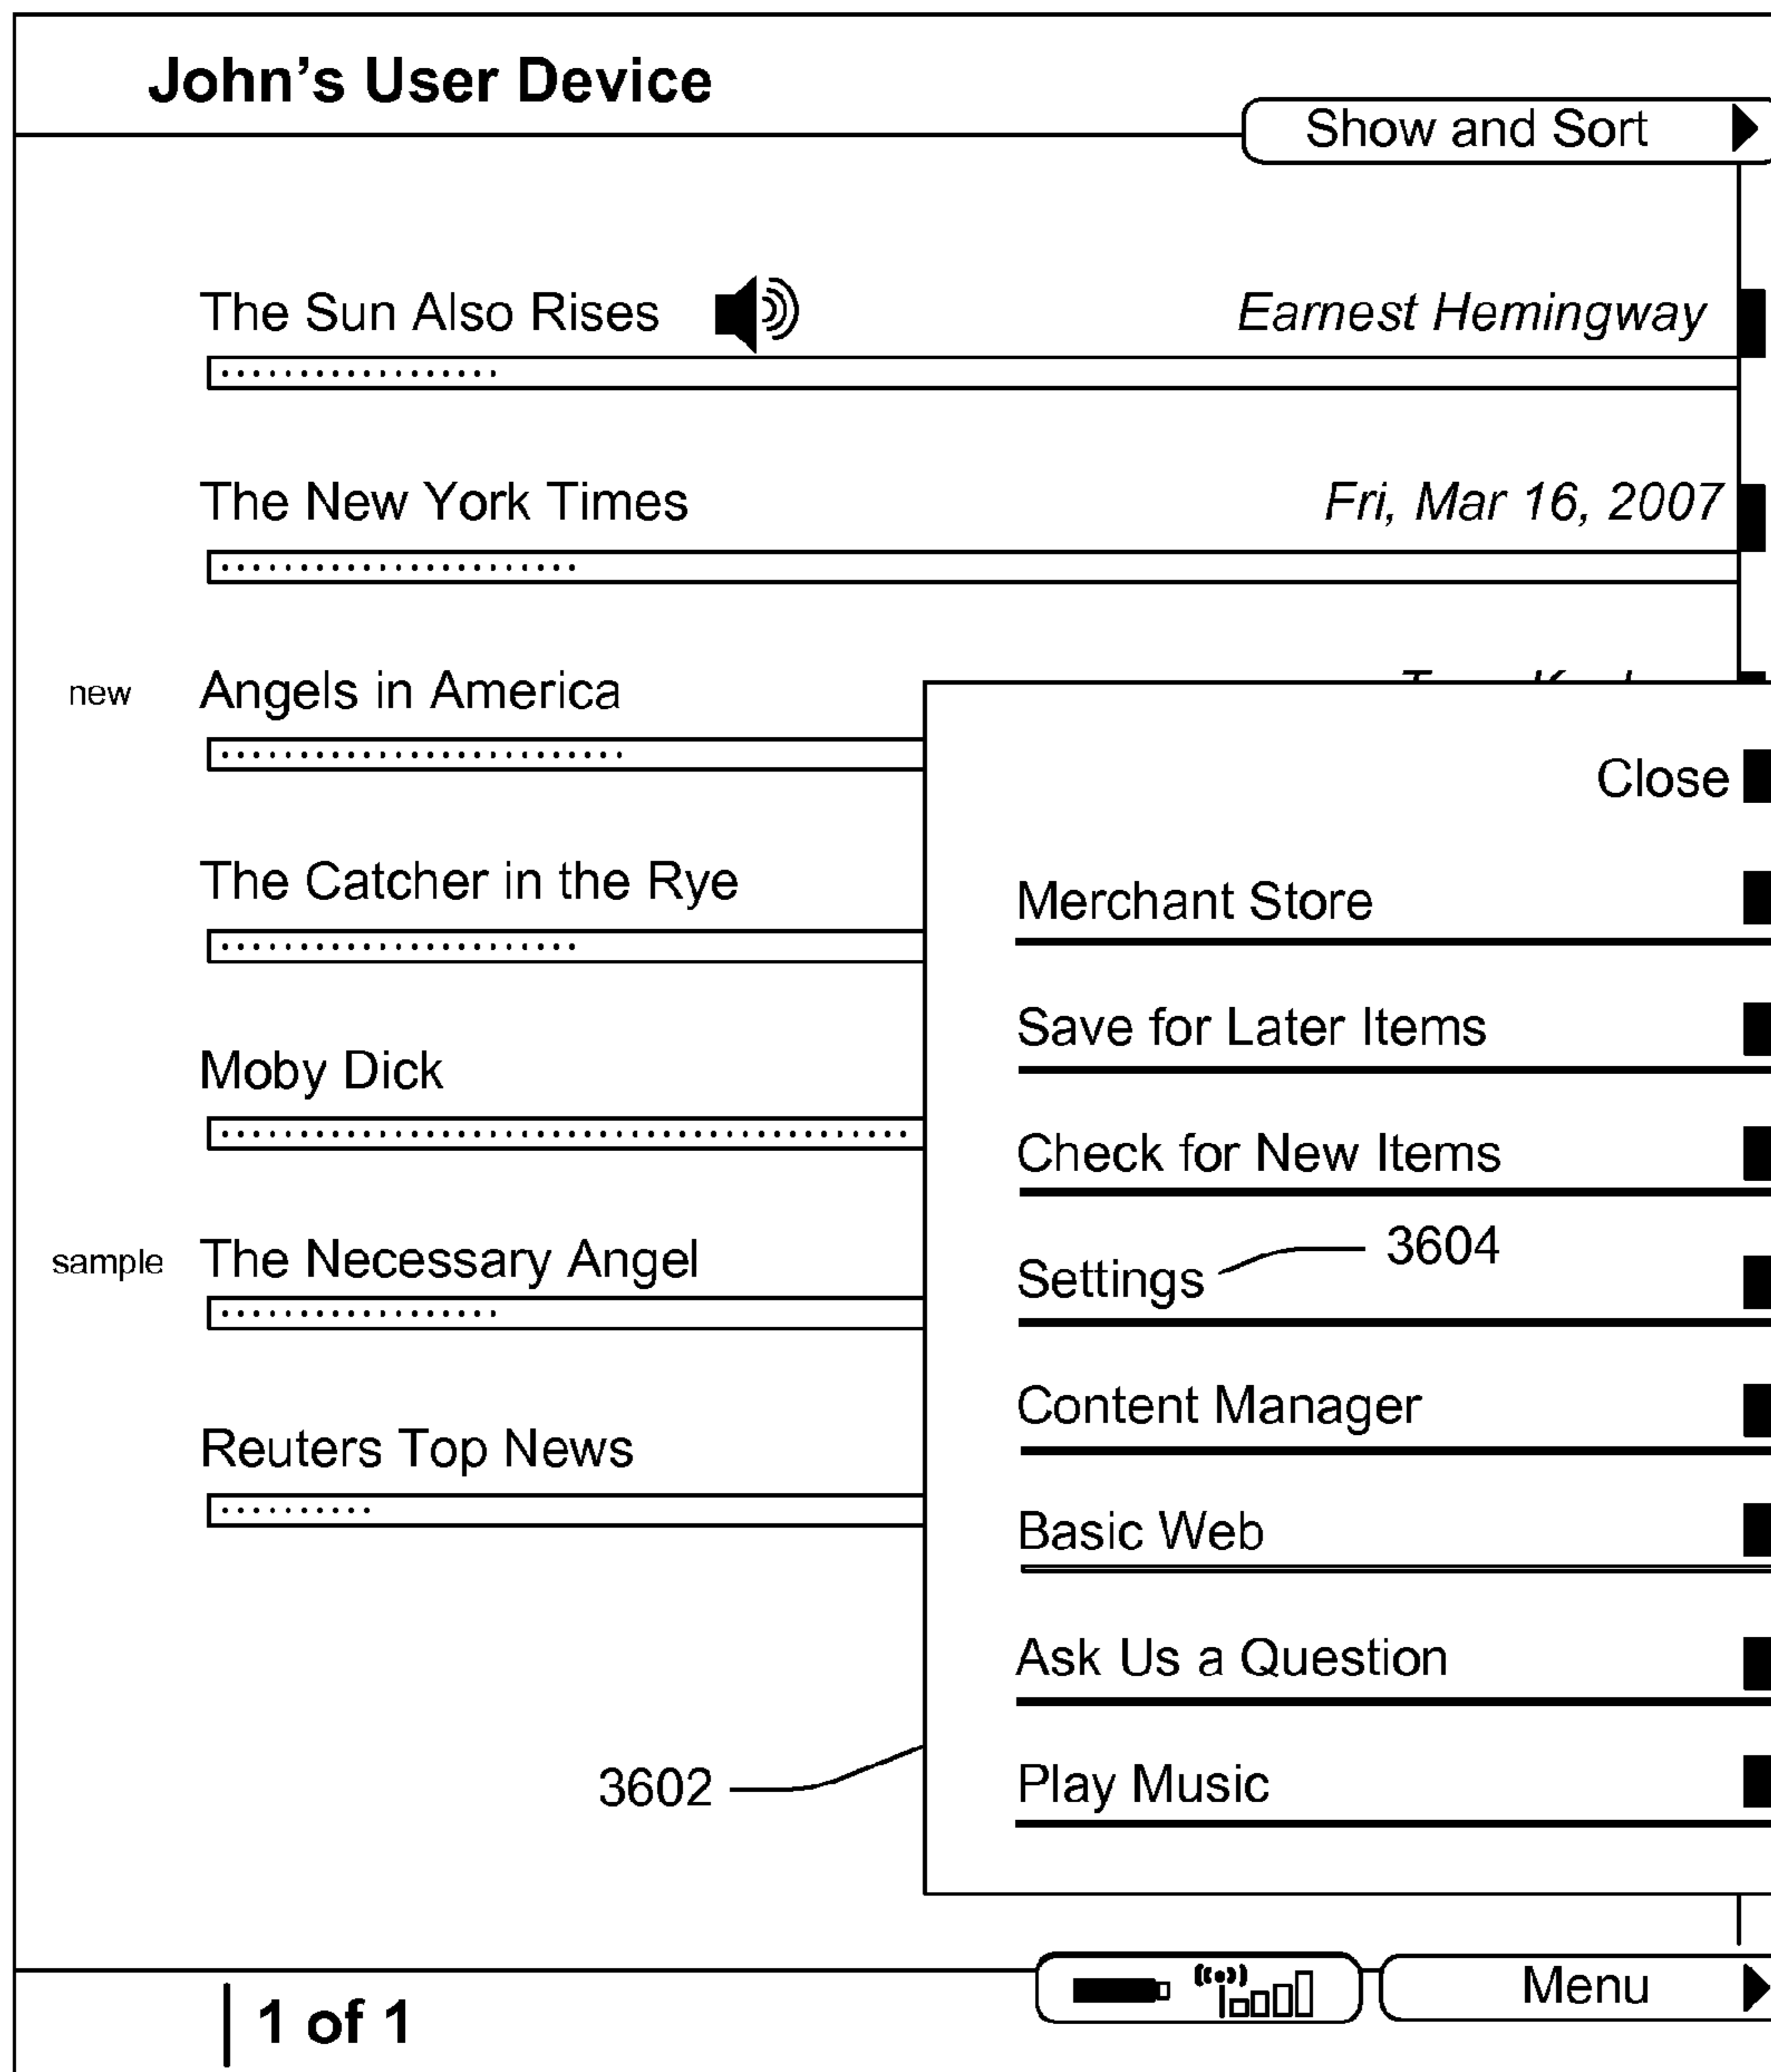 John's User Device
Show and Sort
The Sun Also Rises
Earnest Hemingway
The New York Times
Fri, Mar 16, 2007
new
Angels in America
Close
The Catcher in the Rye
Merchant Store
Save for Later Items
Moby Dick
Check for New Items
sample
The Necessary Angel
3604
Settings
Content Manager
Reuters Top News
Basic Web
Ask Us a Question
3602
Play Music
Menu
1 of 1